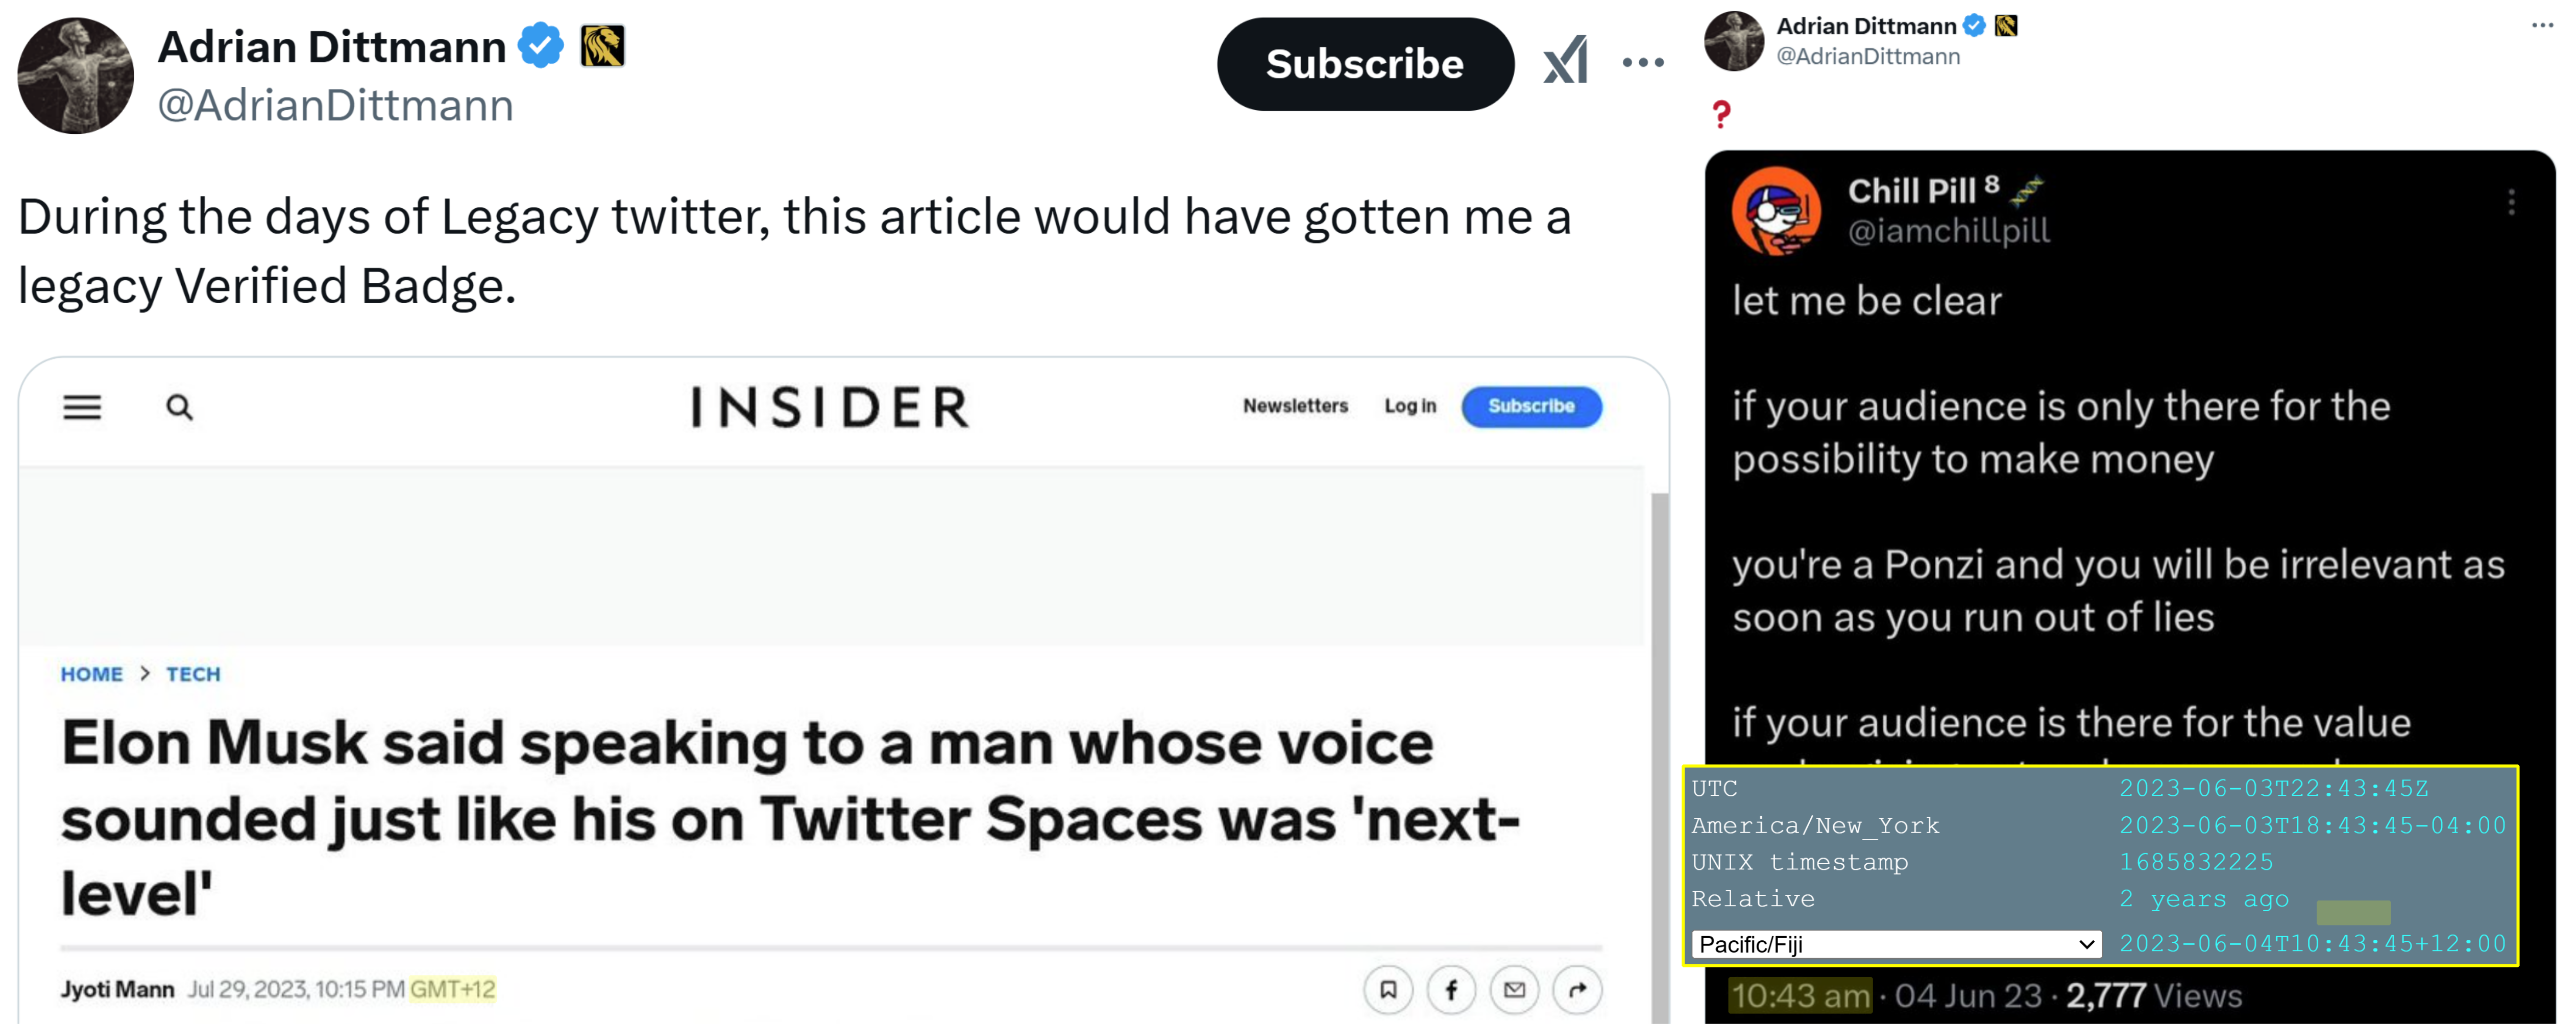 Adrian Dittmann
@AdrianDittmann
Subscribe
During the days of Legacy twitter, this article would have gotten me a
legacy Verified Badge.
INSIDER
Newsletters
Log in
Subscribe
HOME > TECH
Elon Musk said speaking to a man whose voice
sounded just like his on Twitter Spaces was 'next-
level'
Jyoti Mann Jul 29, 2023, 10:15 PM GMT+12
Adrian Dittmann
@AdrianDittmann
❓
Chill Pill 8 🧬
@iamchillpill
let me be clear
if your audience is only there for the
possibility to make money
you're a Ponzi and you will be irrelevant as
soon as you run out of lies
if your audience is there for the value
UTC 2023-06-03T22:43:45Z
America/New_York 2023-06-03T18:43:45-04:00
UNIX timestamp 1685832225
Relative 2 years ago
Pacific/Fiji 2023-06-04T10:43:45+12:00
10:43 am · 04 Jun 23 · 2,777 Views